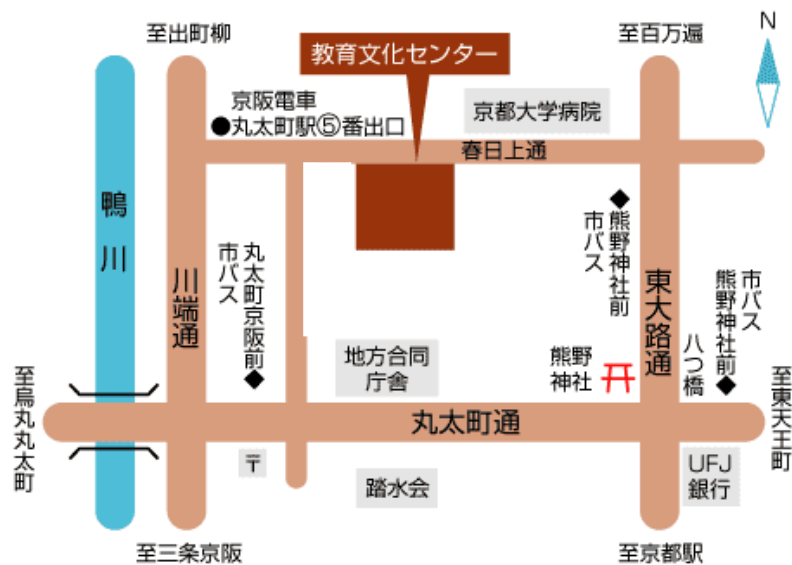 至出町柳
教育文化センター
至百万遍
N
京阪電車
●丸太町駅⑤番出口
京都大学病院
春日上通
鴨川
川端通
市バス
丸太町京阪前◆
市バス
◆熊野神社前
東大路通
市バス
熊野神社前◆
八つ橋
地方合同
庁舎
熊野
神社
至烏丸丸太町
丸太町通
至東天王町
〒
踏水会
UFJ
銀行
至三条京阪
至京都駅